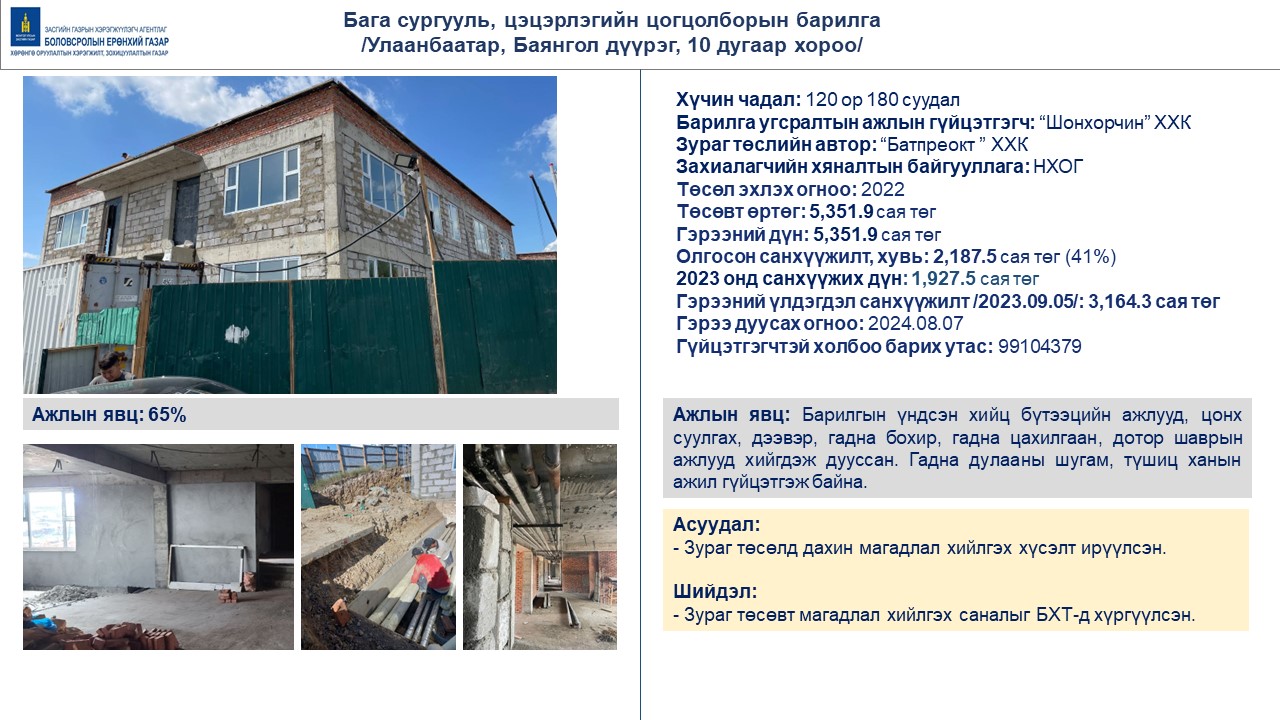 ЗАСГИЙН ГАЗРЫН ХЭРЭГЖҮҮЛЭГЧ АГЕНТЛАГ
БОЛОВСРОЛЫН ЕРӨНХИЙ ГАЗАР
ХӨРӨНГӨ ОРУУЛАЛТЫН ХЭРЭГЖИЛТ, ЗОХИЦУУЛАЛТЫН ГАЗАР
Бага сургууль, цэцэрлэгийн цогцолборын барилга
/Улаанбаатар, Баянгол дүүрэг, 10 дугаар хороо/
Ажлын явц: 65%
Хүчин чадал: 120 ор 180 суудал
Барилга угсралтын ажлын гүйцэтгэгч: “Шонхорчин” ХХК
Зураг төслийн автор: “Батпреокт ” ХХК
Захиалагчийн хяналтын байгууллага: НХОГ
Төсөл эхлэх огноо: 2022
Төсөвт өртөг: 5,351.9 сая төг
Гэрээний дүн: 5,351.9 сая төг
Олгосон санхүүжилт, хувь: 2,187.5 сая төг (41%)
2023 онд санхүүжих дүн: 1,927.5 сая төг
Гэрээний үлдэгдэл санхүүжилт /2023.09.05/: 3,164.3 сая төг
Гэрээ дуусах огноо: 2024.08.07
Гүйцэтгэгчтэй холбоо барих утас: 99104379
Ажлын явц: Барилгын үндсэн хийц бүтээцийн ажлууд, цонх
суулгах, дээвэр, гадна бохир, гадна цахилгаан, дотор шаврын
ажлууд хийгдэж дууссан. Гадна дулааны шугам, түшиц ханын
ажил гүйцэтгэж байна.
Асуудал:
- Зураг төсөлд дахин магадлал хийлгэх хүсэлт ирүүлсэн.
Шийдэл:
- Зураг төсөвт магадлал хийлгэх саналыг БХТ-д хүргүүлсэн.